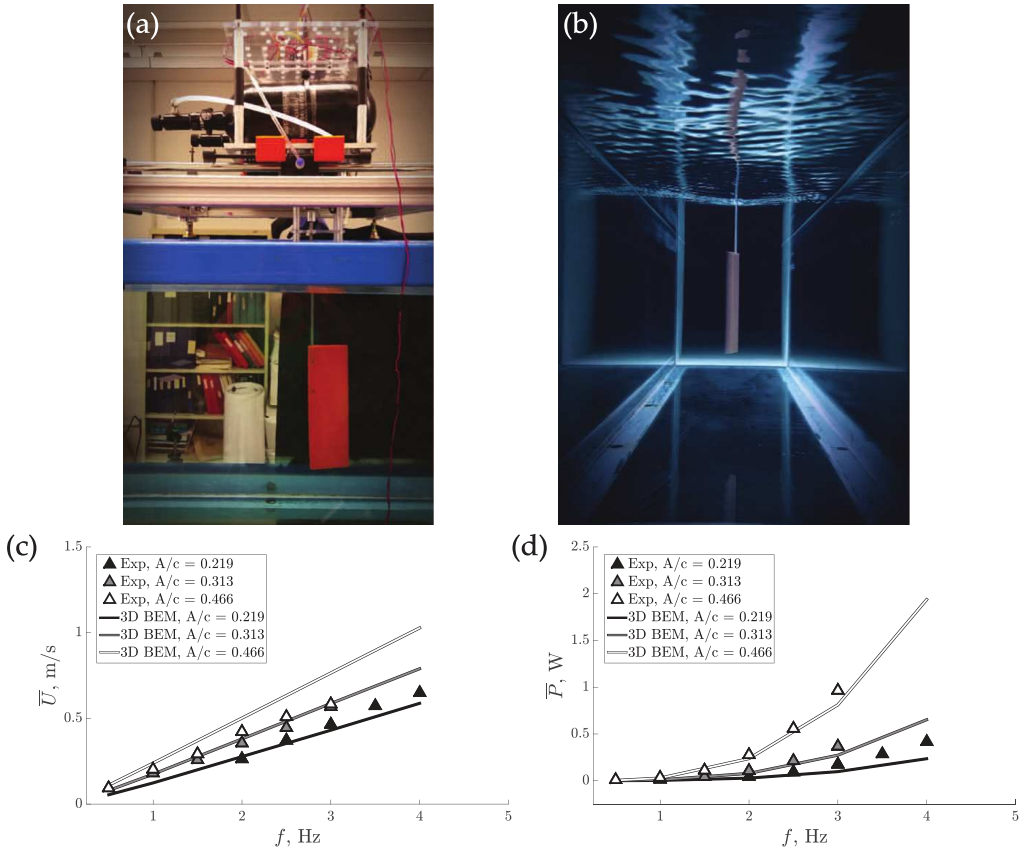 (a)
(b)
(c)
1.5
1
0.5
0
U̅, m/s
Exp, A/c = 0.219
Exp, A/c = 0.313
Exp, A/c = 0.466
3D BEM, A/c = 0.219
3D BEM, A/c = 0.313
3D BEM, A/c = 0.466
1
2
3
4
5
f, Hz
(d)
2.5
2
1.5
1
0.5
0
P̅, W
Exp, A/c = 0.219
Exp, A/c = 0.313
Exp, A/c = 0.466
3D BEM, A/c = 0.219
3D BEM, A/c = 0.313
3D BEM, A/c = 0.466
1
2
3
4
5
f, Hz